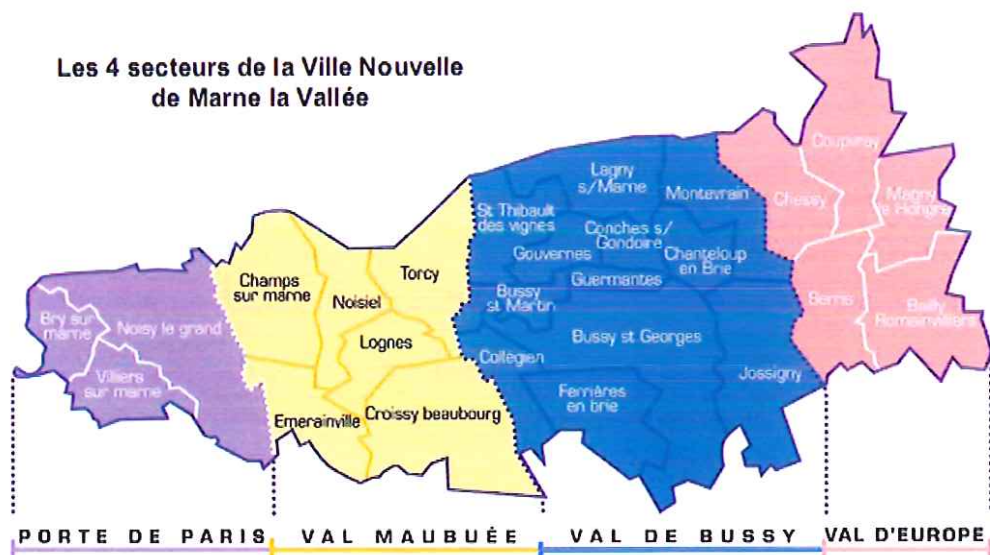 Les 4 secteurs de la Ville Nouvelle
de Marne la Vallée
Bry sur
marne
Noisy le grand
Villiers
sur marne
Champs
sur marne
Noisiel
Torcy
Lognes
Emerainville
Croissy beaubourg
Lagny
s/Marne
Montevrain
St Thibault
des vignes
Conches s/
Gondoire
Gouvernes
Chanteloup
en Brie
Guermantes
Bussy
st Martin
Bussy st Georges
Collégien
Jossigny
Ferrières
en brie
Coupvray
Chessy
Magny
le Hongre
Serris
Bailly
Romainvilliers
PORTE DE PARIS
VAL MAUBUÉE
VAL DE BUSSY
VAL D'EUROPE